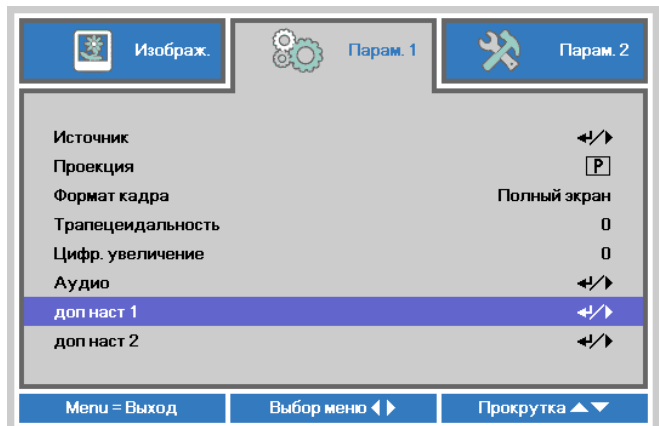 Изображ. Парам. 1 Парам. 2
Источник
Проекция P
Формат кадра Полный экран
Трапецеидальность 0
Цифр. увеличение 0
Аудио
доп наст 1
доп наст 2
Menu = Выход Выбор меню Прокрутка